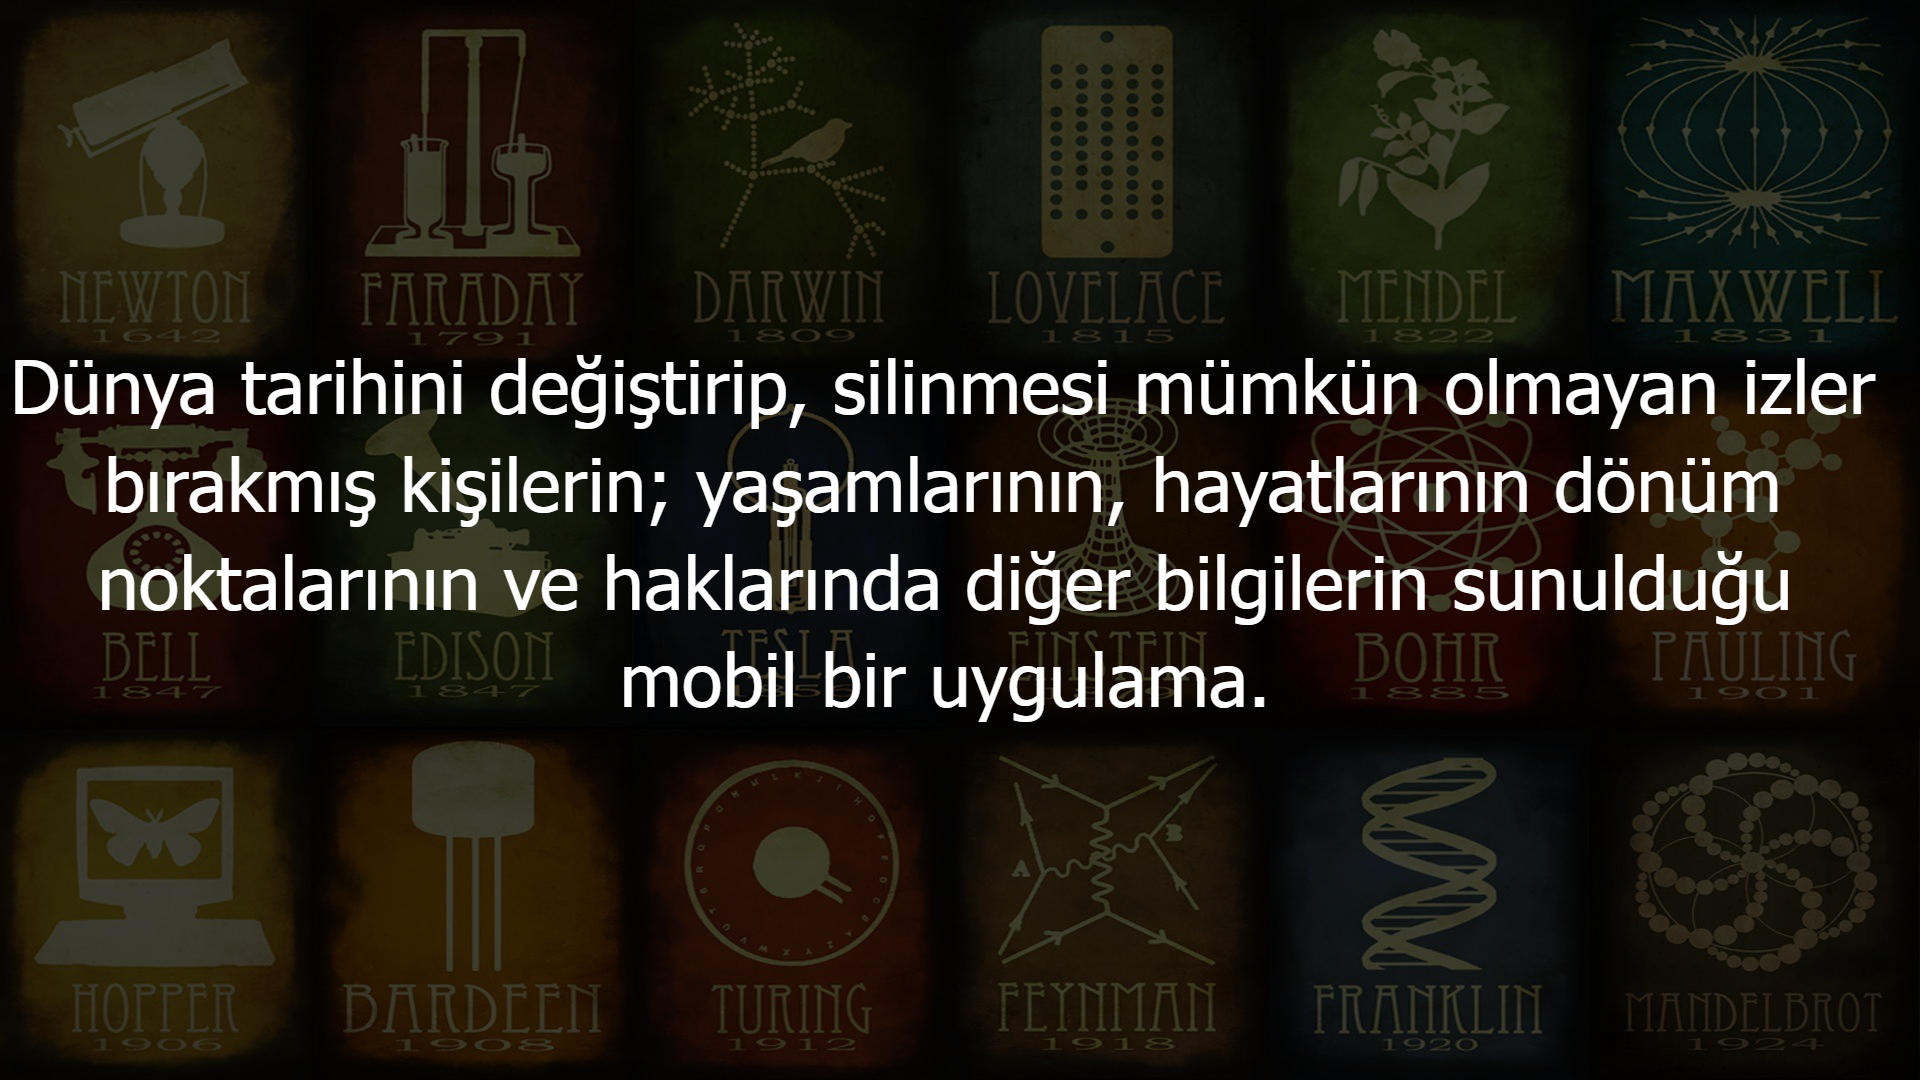 NEWTON FARADAY DARWIN LOVELACE MENDEL MAXWELL
1642 1791 1809 1815 1822 1831
Dünya tarihini değiştirip, silinmesi mümkün olmayan izler
bırakmış kişilerin; yaşamlarının, hayatlarının dönüm
noktalarının ve haklarında diğer bilgilerin sunulduğu
mobil bir uygulama.
BELL EDISON TESLA EINSTEIN BOHR PAULING
1847 1847 1885 1901
A B
HOPPER BARDEEN TURING FEYNMAN FRANKLIN MANDELBROT
1906 1908 1912 1918 1920 1924